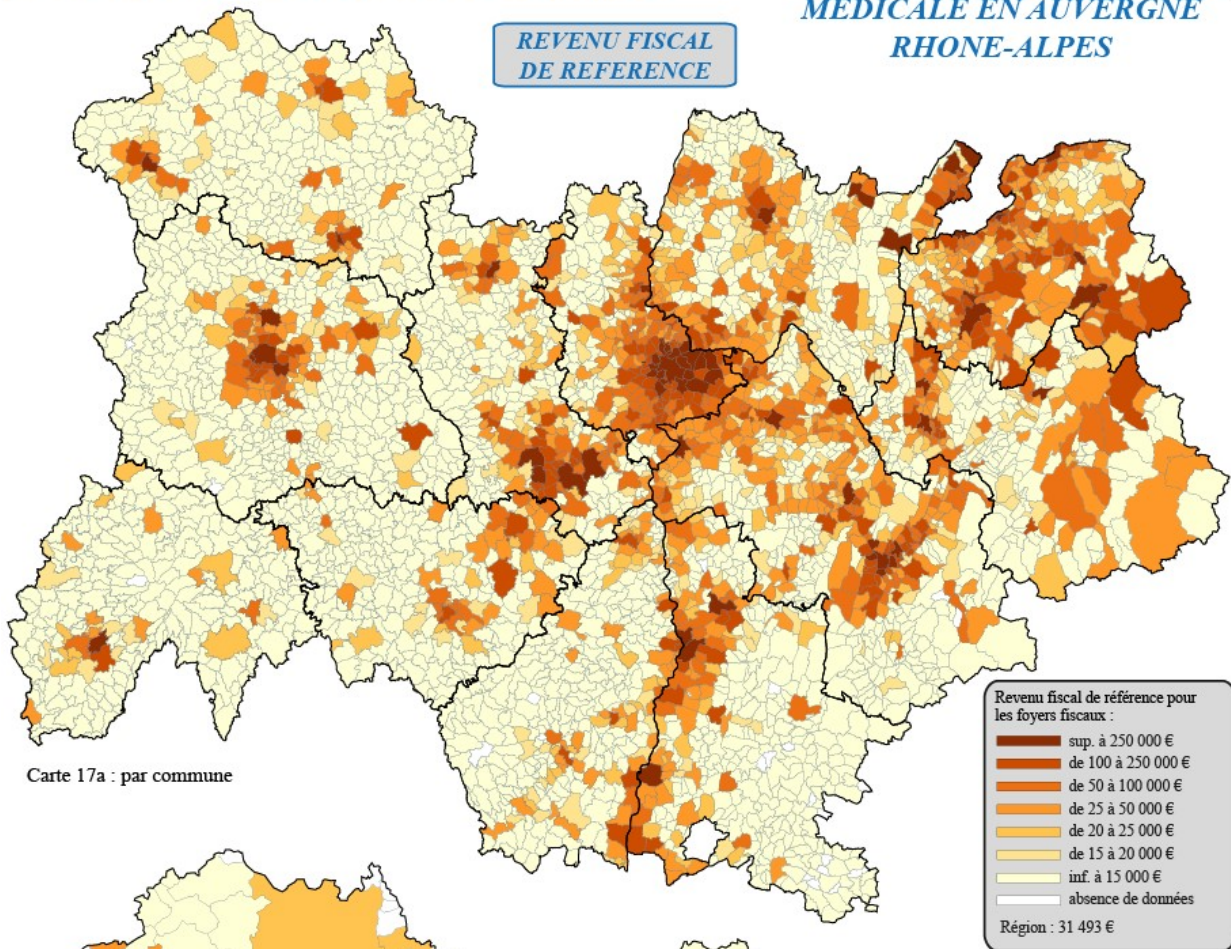 MEDICALE EN AUVERGNE
RHONE-ALPES
REVENU FISCAL
DE REFERENCE
Carte 17a : par commune
Revenu fiscal de référence pour
les foyers fiscaux :
sup. à 250 000 €
de 100 à 250 000 €
de 50 à 100 000 €
de 25 à 50 000 €
de 20 à 25 000 €
de 15 à 20 000 €
inf. à 15 000 €
absence de données
Région : 31 493 €